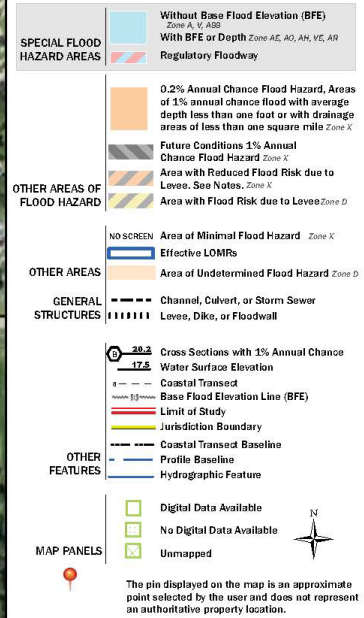 SPECIAL FLOOD
HAZARD AREAS
Without Base Flood Elevation (BFE)
Zone A, V, A99
With BFE or Depth Zone AE, AO, AH, VE, AR
Regulatory Floodway
OTHER AREAS OF
FLOOD HAZARD
0.2% Annual Chance Flood Hazard, Areas
of 1% annual chance flood with average
depth less than one foot or with drainage
areas of less than one square mile Zone X
Future Conditions 1% Annual
Chance Flood Hazard Zone X
Area with Reduced Flood Risk due to
Levee. See Notes. Zone X
Area with Flood Risk due to Levee Zone D
OTHER AREAS
NO SCREEN Area of Minimal Flood Hazard Zone X
Effective LOMRs
Area of Undetermined Flood Hazard Zone D
GENERAL
STRUCTURES
Channel, Culvert, or Storm Sewer
Levee, Dike, or Floodwall
OTHER
FEATURES
B 20.2 Cross Sections with 1% Annual Chance
17.5 Water Surface Elevation
8 Coastal Transect
513 Base Flood Elevation Line (BFE)
Limit of Study
Jurisdiction Boundary
Coastal Transect Baseline
Profile Baseline
Hydrographic Feature
MAP PANELS
Digital Data Available
No Digital Data Available
Unmapped
N
The pin displayed on the map is an approximate
point selected by the user and does not represent
an authoritative property location.